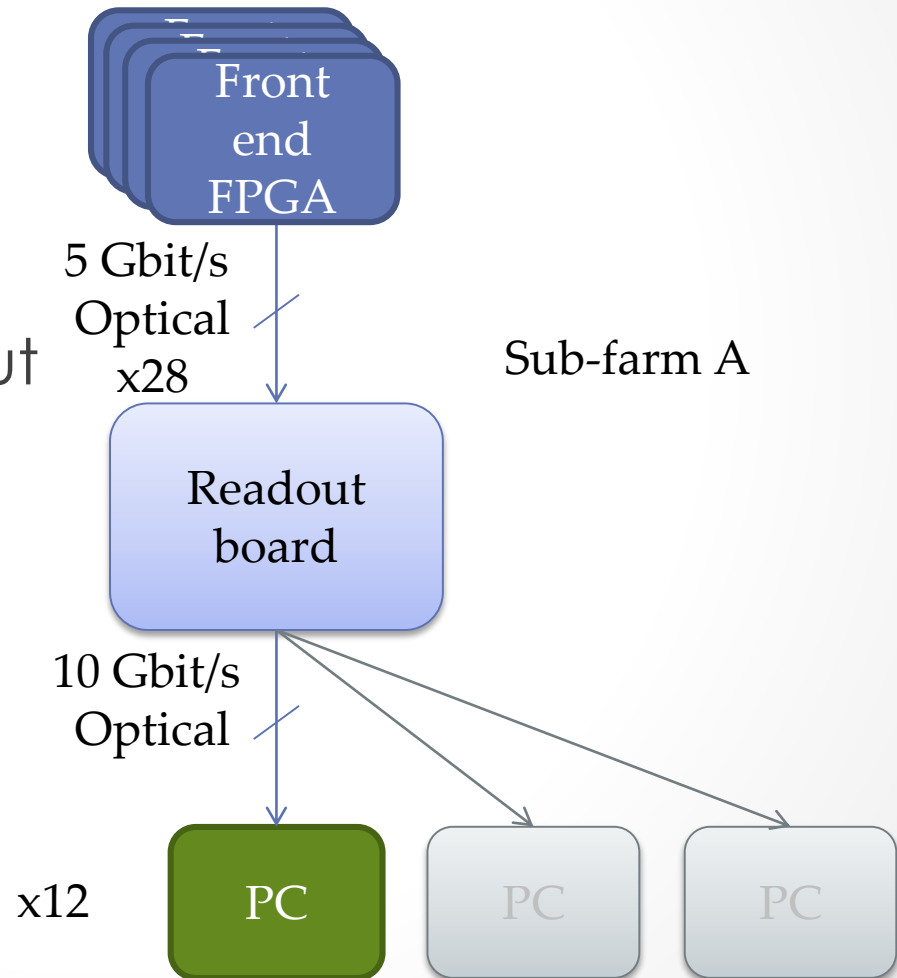 Front
end
FPGA
5 Gbit/s
Optical
x28
Sub-farm A
Readout
board
10 Gbit/s
Optical
x12
PC
PC
PC